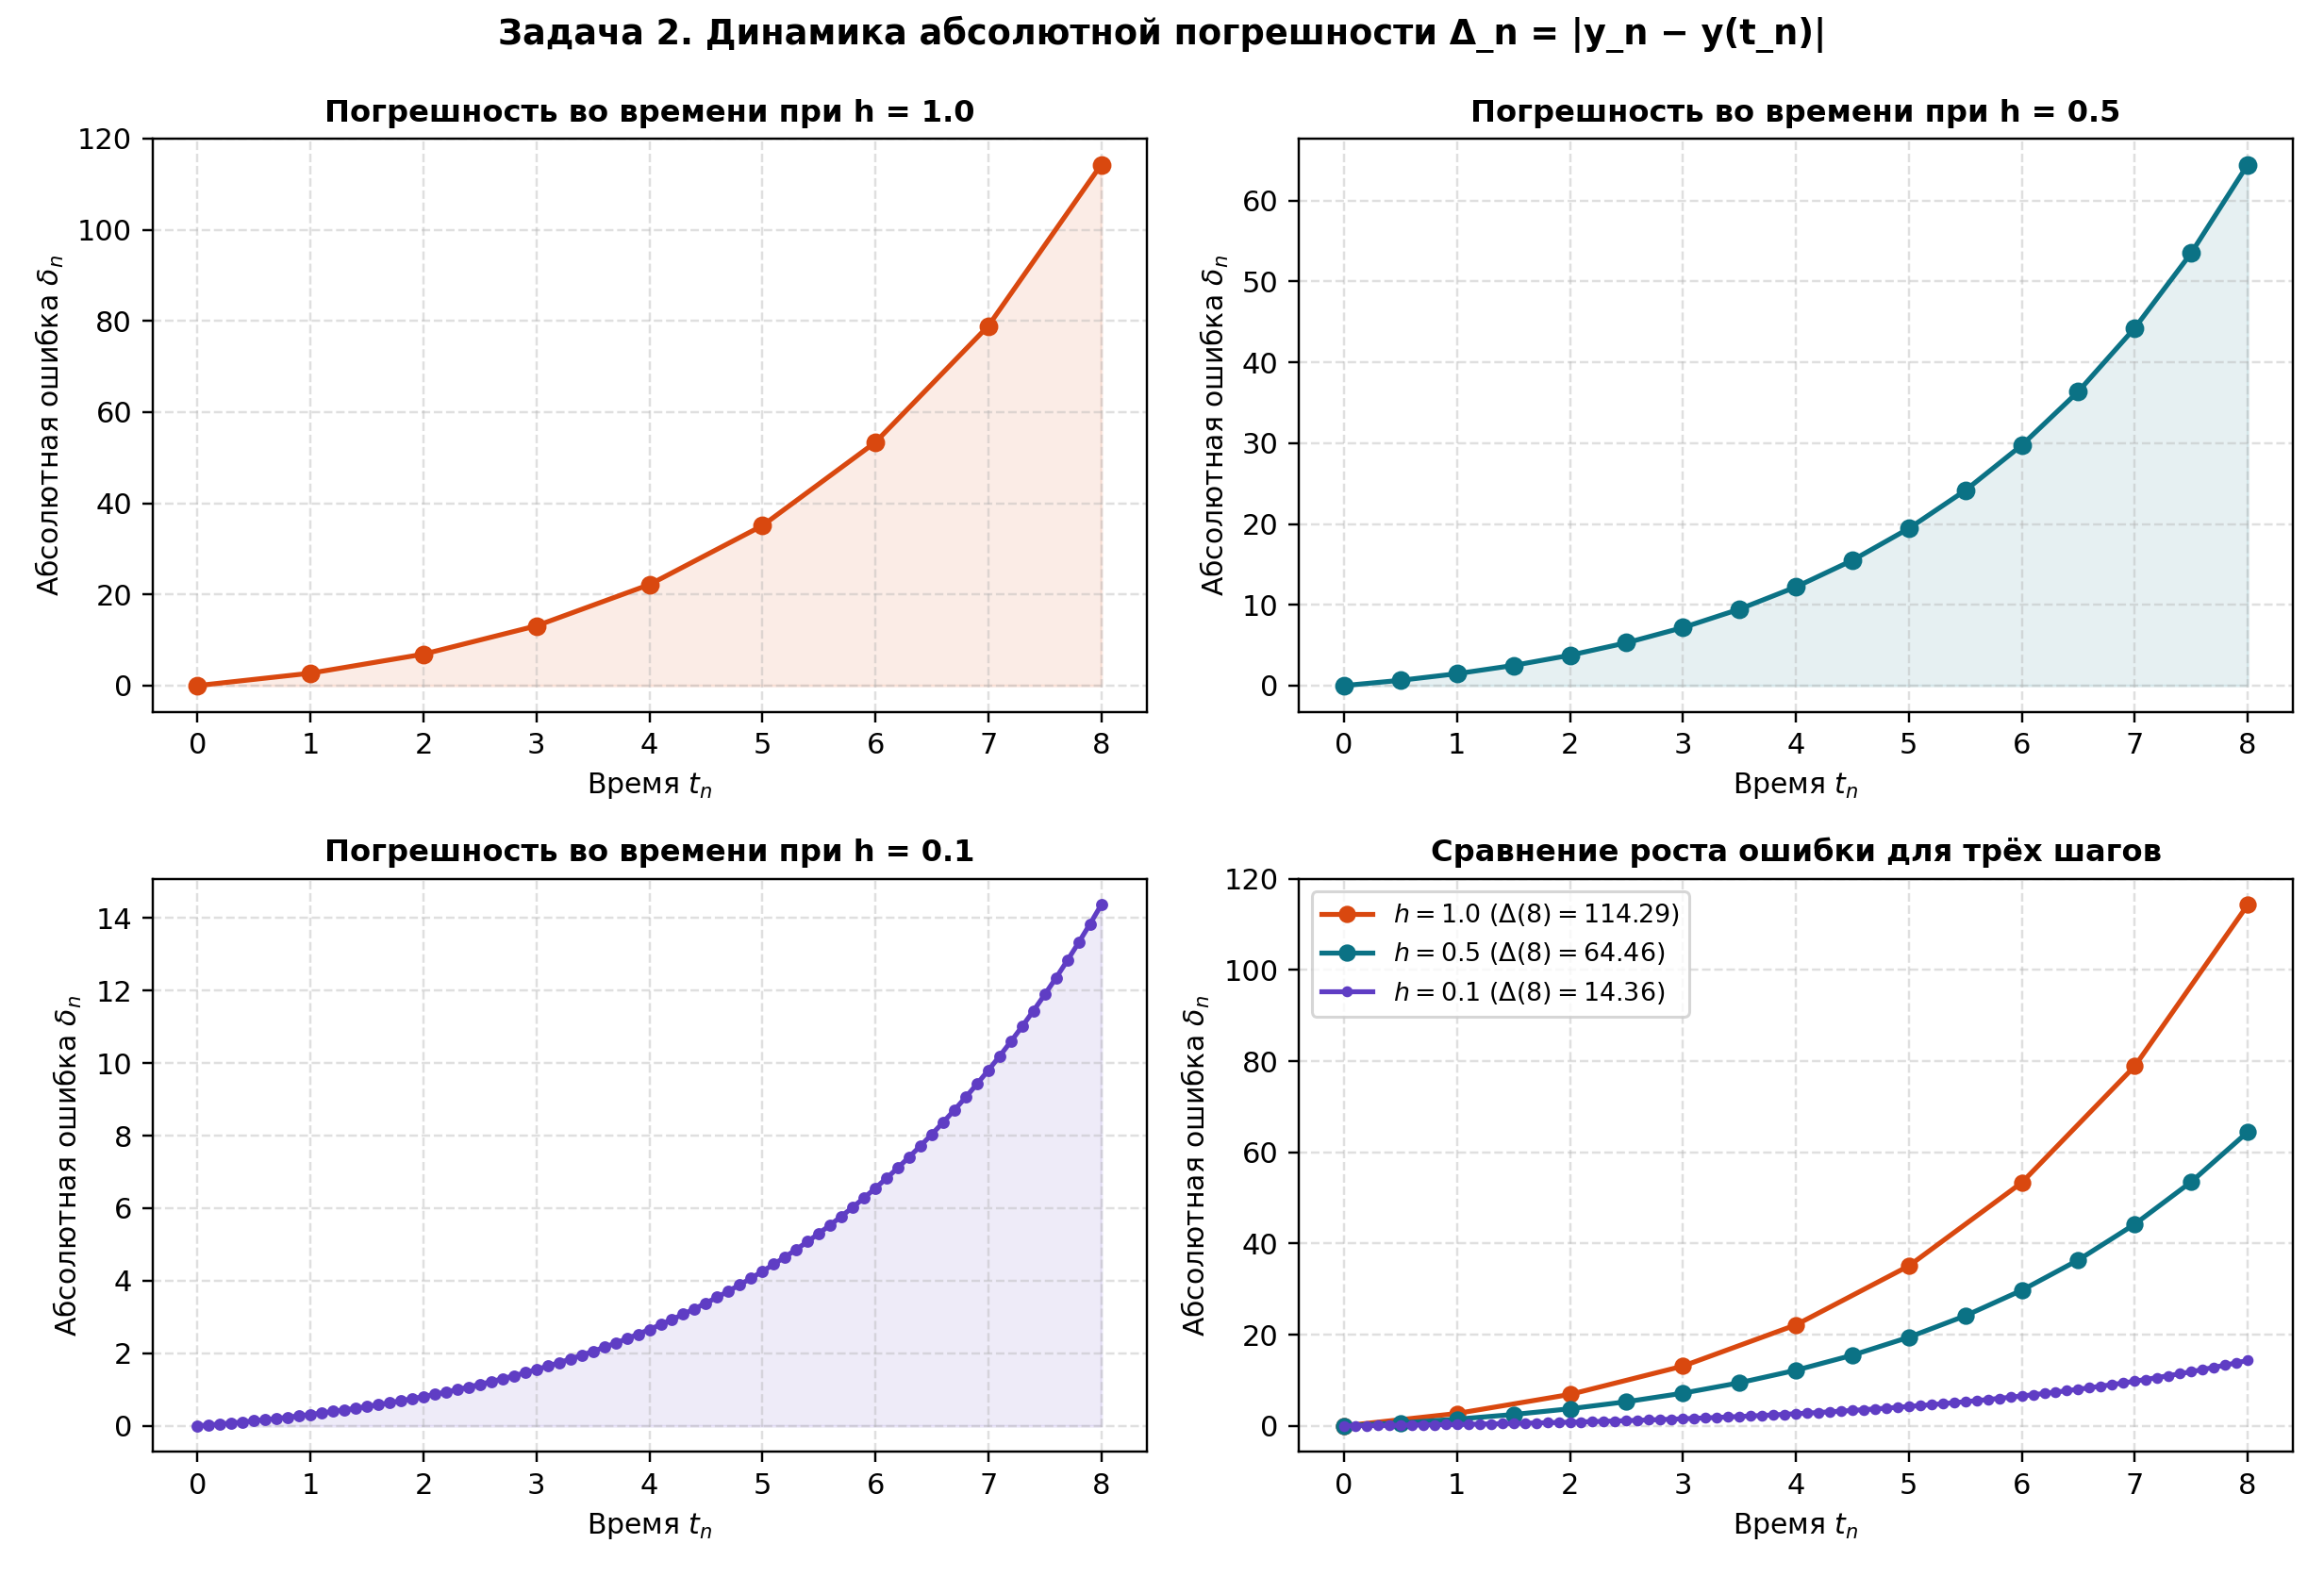 Задача 2. Динамика абсолютной погрешности Δ_n = |y_n − y(t_n)|
Погрешность во времени при h = 1.0
120
100
80
60
40
20
0
Абсолютная ошибка δₙ
0 1 2 3 4 5 6 7 8
Время tₙ
Погрешность во времени при h = 0.5
60
50
40
30
20
10
0
Абсолютная ошибка δₙ
0 1 2 3 4 5 6 7 8
Время tₙ
Погрешность во времени при h = 0.1
14
12
10
8
6
4
2
0
Абсолютная ошибка δₙ
0 1 2 3 4 5 6 7 8
Время tₙ
Сравнение роста ошибки для трёх шагов
120
100
80
60
40
20
0
Абсолютная ошибка δₙ
h = 1.0 (Δ(8) = 114.29)
h = 0.5 (Δ(8) = 64.46)
h = 0.1 (Δ(8) = 14.36)
0 1 2 3 4 5 6 7 8
Время tₙ